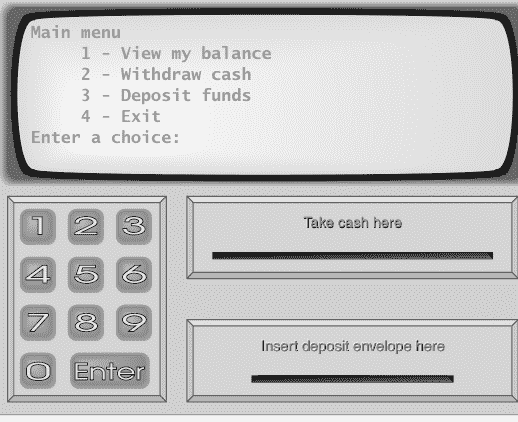 Main menu
1 - View my balance
2 - Withdraw cash
3 - Deposit funds
4 - Exit
Enter a choice:
1 2 3
Take cash here
4 5 6
7 8 9
Insert deposit envelope here
0 Enter